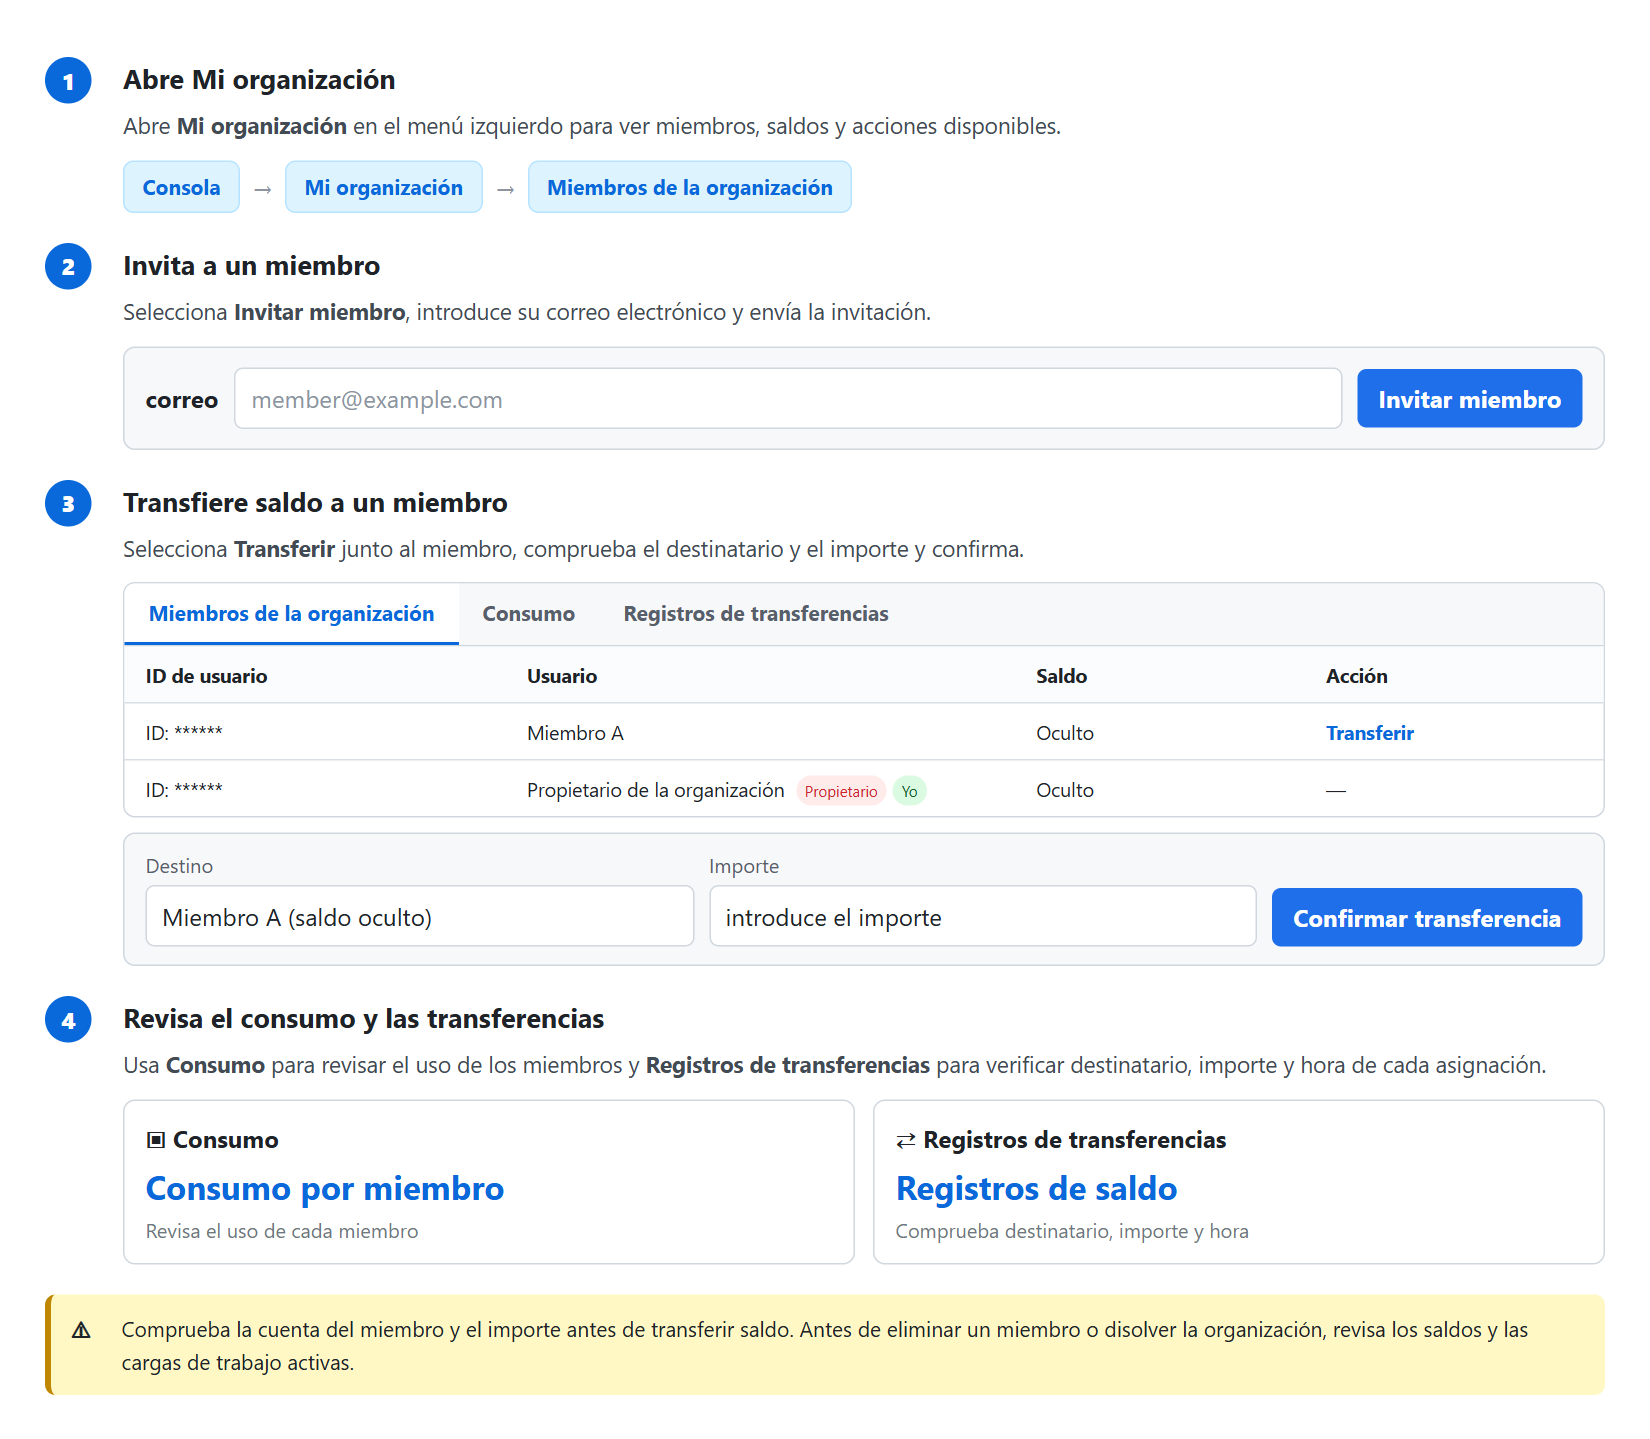 1
Abre Mi organización
Abre Mi organización en el menú izquierdo para ver miembros, saldos y acciones disponibles.
Consola → Mi organización → Miembros de la organización
2
Invita a un miembro
Selecciona Invitar miembro, introduce su correo electrónico y envía la invitación.
correo member@example.com Invitar miembro
3
Transfiere saldo a un miembro
Selecciona Transferir junto al miembro, comprueba el destinatario y el importe y confirma.
Miembros de la organización Consumo Registros de transferencias
ID de usuario Usuario Saldo Acción
ID: ****** Miembro A Oculto Transferir
ID: ****** Propietario de la organización Propietario Yo Oculto —
Destino Importe
Miembro A (saldo oculto) introduce el importe Confirmar transferencia
4
Revisa el consumo y las transferencias
Usa Consumo para revisar el uso de los miembros y Registros de transferencias para verificar destinatario, importe y hora de cada asignación.
▣ Consumo
Consumo por miembro
Revisa el uso de cada miembro
⇄ Registros de transferencias
Registros de saldo
Comprueba destinatario, importe y hora
⚠ Comprueba la cuenta del miembro y el importe antes de transferir saldo. Antes de eliminar un miembro o disolver la organización, revisa los saldos y las
cargas de trabajo activas.